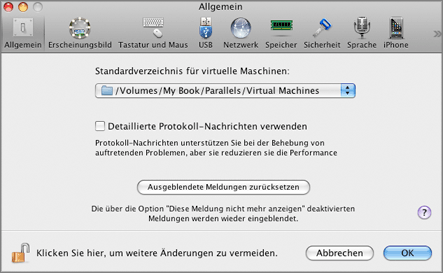 Allgemein
Allgemein Erscheinungsbild Tastatur und Maus USB Netzwerk Speicher Sicherheit Sprache iPhone
Standardverzeichnis für virtuelle Maschinen:
/Volumes/My Book/Parallels/Virtual Machines
Detaillierte Protokoll-Nachrichten verwenden
Protokoll-Nachrichten unterstützen Sie bei der Behebung von
auftretenden Problemen, aber sie reduzieren sie die Performance
Ausgeblendete Meldungen zurücksetzen
Die über die Option "Diese Meldung nicht mehr anzeigen" deaktivierten
Meldungen werden wieder eingeblendet.
?
Klicken Sie hier, um weitere Änderungen zu vermeiden. Abbrechen OK